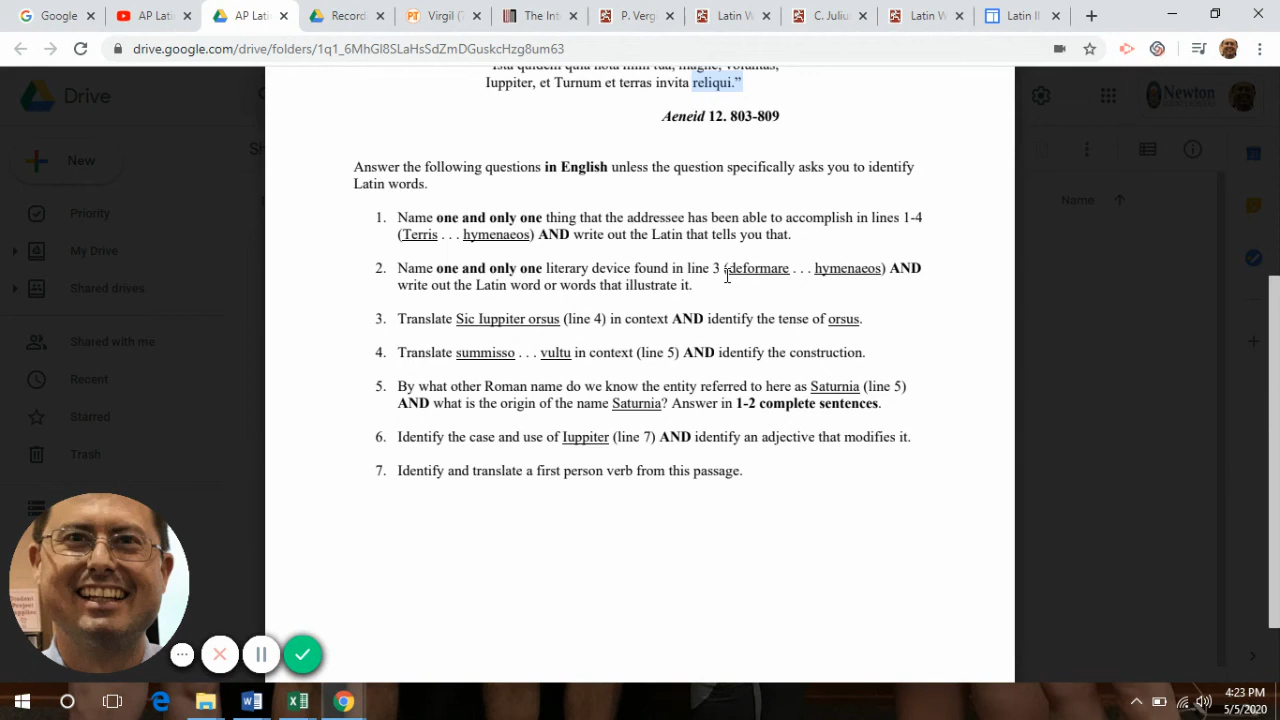 AP Lati
AP Lati
AP Lat
Record
Virgil (T
The Int
P. Verg
Latin W
C. Juliu
Latin W
Latin II
drive.google.com/drive/folders/1q1_6MhGl8SLaHsSdZmDGuskcHzg8um63
Drive
New
Priority
My Drive
Shared drives
Shared with me
Recent
Starred
Trash
Newton
Name
"Ista quidem quia nota mihi tua, magne, voluntas,
Iuppiter, et Turnum et terras invita reliqui."
Aeneid 12. 803-809
Answer the following questions in English unless the question specifically asks you to identify
Latin words.
1. Name one and only one thing that the addressee has been able to accomplish in lines 1-4
(Terris . . . hymenaeos) AND write out the Latin that tells you that.
2. Name one and only one literary device found in line 3 (deformare . . . hymenaeos) AND
write out the Latin word or words that illustrate it.
3. Translate Sic Iuppiter orsus (line 4) in context AND identify the tense of orsus.
4. Translate summisso . . . vultu in context (line 5) AND identify the construction.
5. By what other Roman name do we know the entity referred to here as Saturnia (line 5)
AND what is the origin of the name Saturnia? Answer in 1-2 complete sentences.
6. Identify the case and use of Iuppiter (line 7) AND identify an adjective that modifies it.
7. Identify and translate a first person verb from this passage.
4:23 PM
5/5/2020